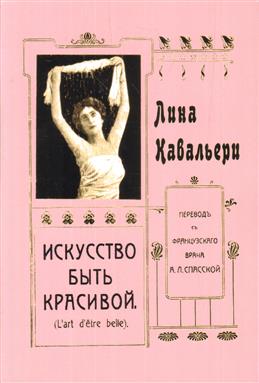 Лина
Кавальери
ПЕРЕВОДЪ
съ
ФРАНЦУЗСКАГО
ВРАЧА
А.Л.СПАССКОЙ
ИСКУССТВО
БЫТЬ
КРАСИВОЙ.
(L'art d'être belle).